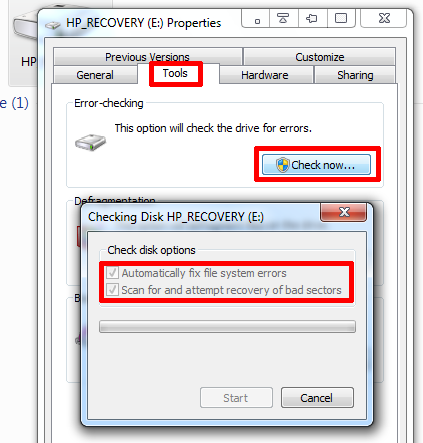 HP_RECOVERY (E:) Properties
HP
e (1)
Previous Versions
Customize
General
Tools
Hardware
Sharing
Error-checking
This option will check the drive for errors.
Check now...
Checking Disk HP_RECOVERY (E:)
Check disk options
Automatically fix file system errors
Scan for and attempt recovery of bad sectors
Start
Cancel